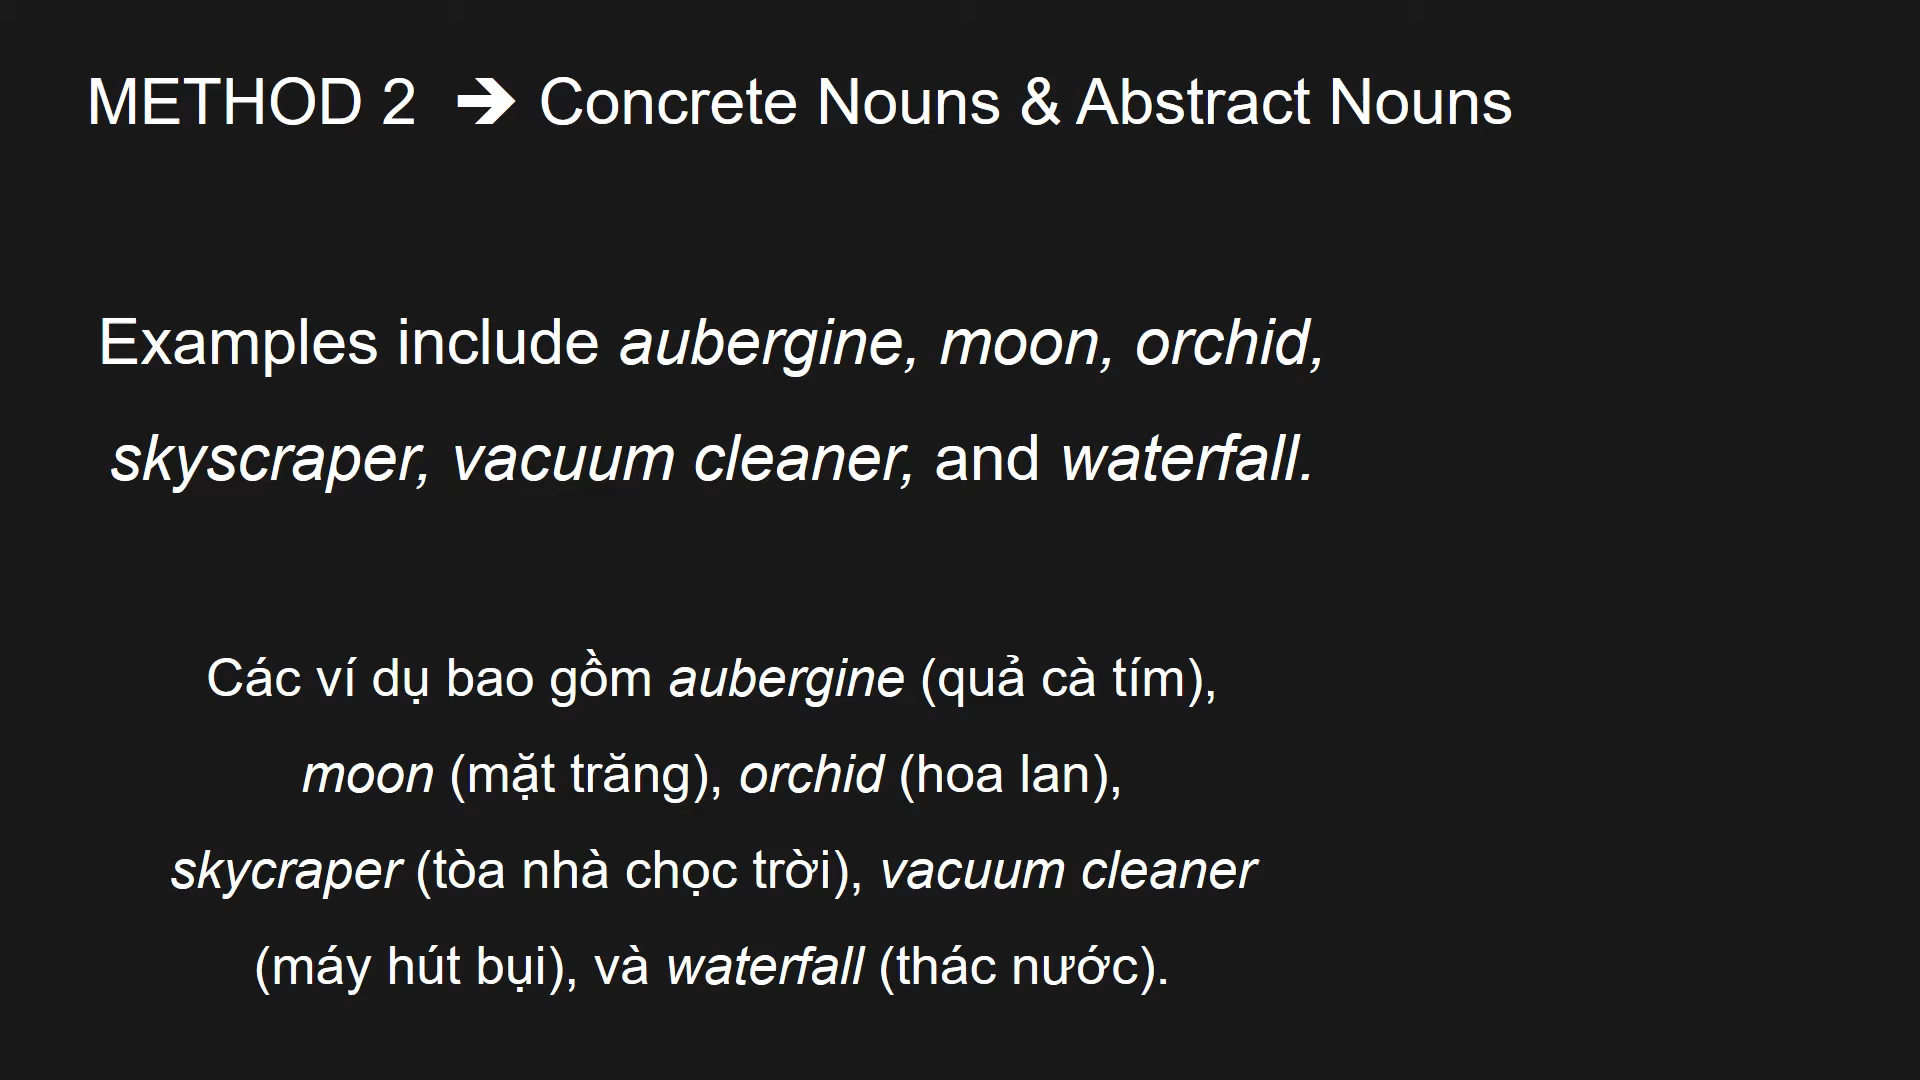 METHOD 2 ➔ Concrete Nouns & Abstract Nouns
Examples include aubergine, moon, orchid,
skyscraper, vacuum cleaner, and waterfall.
Các ví dụ bao gồm aubergine (quả cà tím),
moon (mặt trăng), orchid (hoa lan),
skycraper (tòa nhà chọc trời), vacuum cleaner
(máy hút bụi), và waterfall (thác nước).